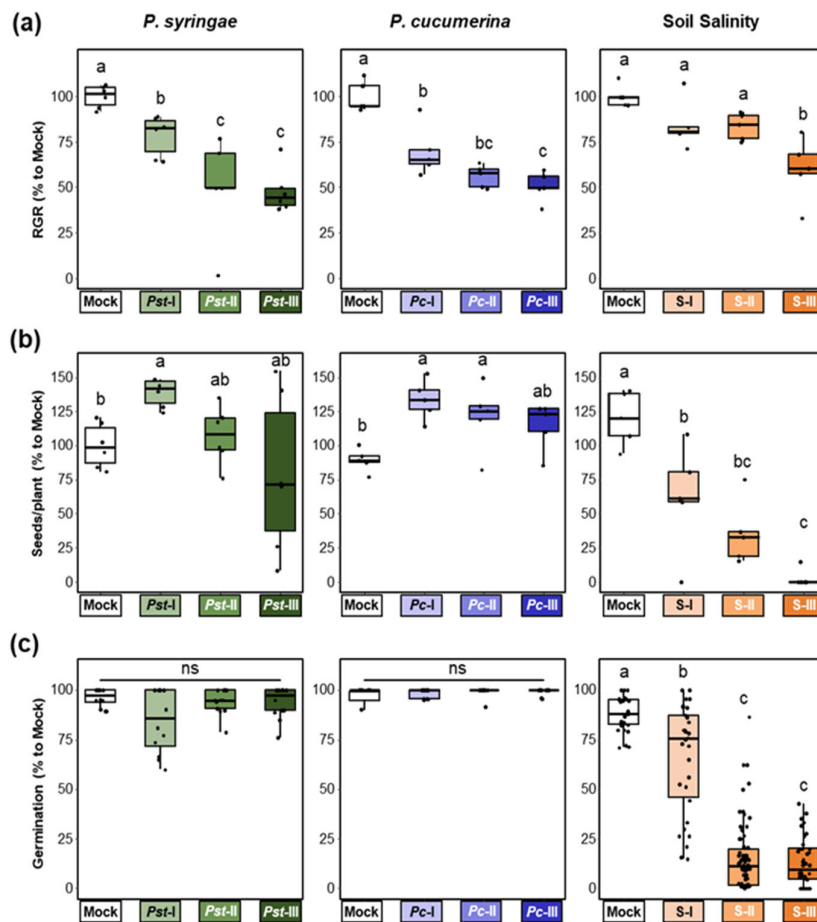 (a) P. syringae P. cucumerina Soil Salinity
RGR (% to Mock)
100
75
50
25
0
a b c c
a b bc c
a a a b
Mock Pst-I Pst-II Pst-III Mock Pc-I Pc-II Pc-III Mock S-I S-II S-III
(b)
Seeds/plant (% to Mock)
150
125
100
75
50
25
0
b a ab ab
b a a ab
a b bc c
Mock Pst-I Pst-II Pst-III Mock Pc-I Pc-II Pc-III Mock S-I S-II S-III
(c)
Germination (% to Mock)
100
75
50
25
0
ns
ns
a b c c
Mock Pst-I Pst-II Pst-III Mock Pc-I Pc-II Pc-III Mock S-I S-II S-III